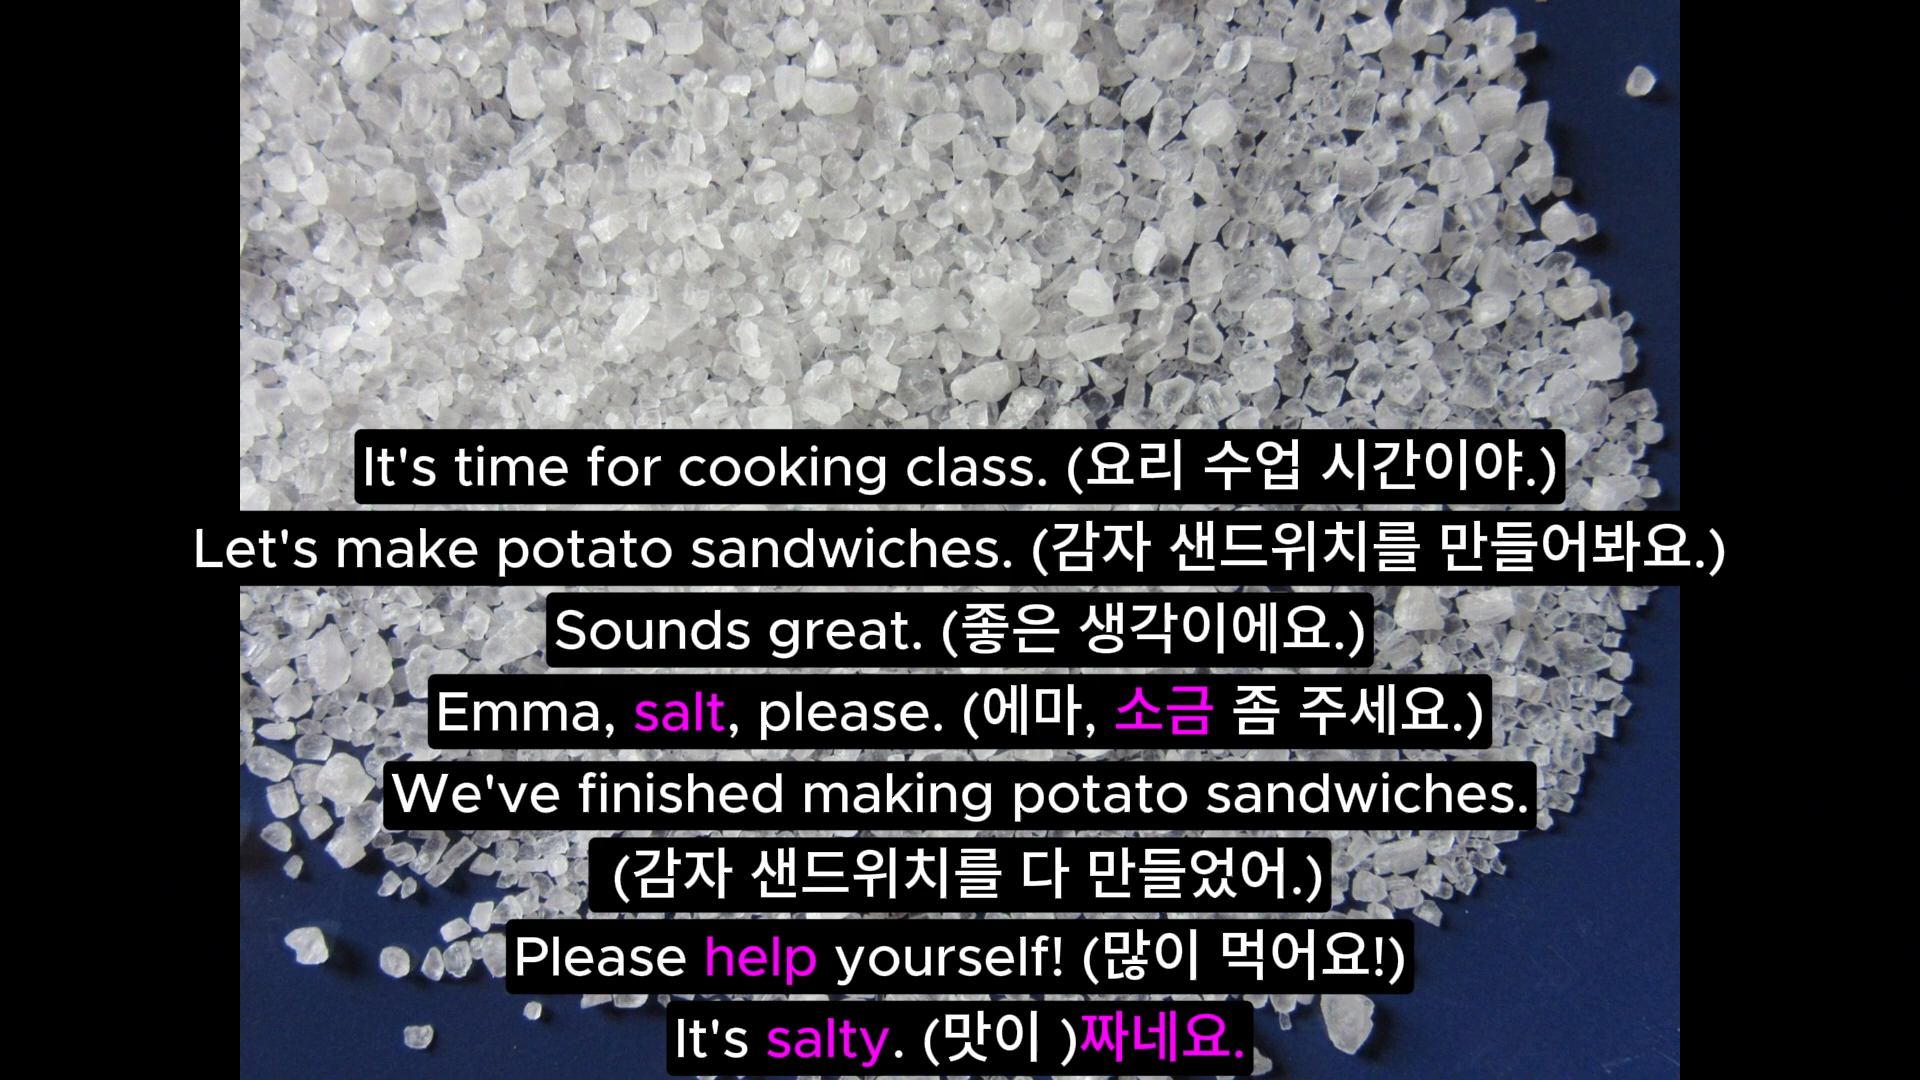 It's time for cooking class. (요리 수업 시간이야.)
Let's make potato sandwiches. (감자 샌드위치를 만들어봐요.)
Sounds great. (좋은 생각이에요.)
Emma, salt, please. (에마, 소금 좀 주세요.)
We've finished making potato sandwiches.
(감자 샌드위치를 다 만들었어.)
Please help yourself! (많이 먹어요!)
It's salty. (맛이 )짜네요.